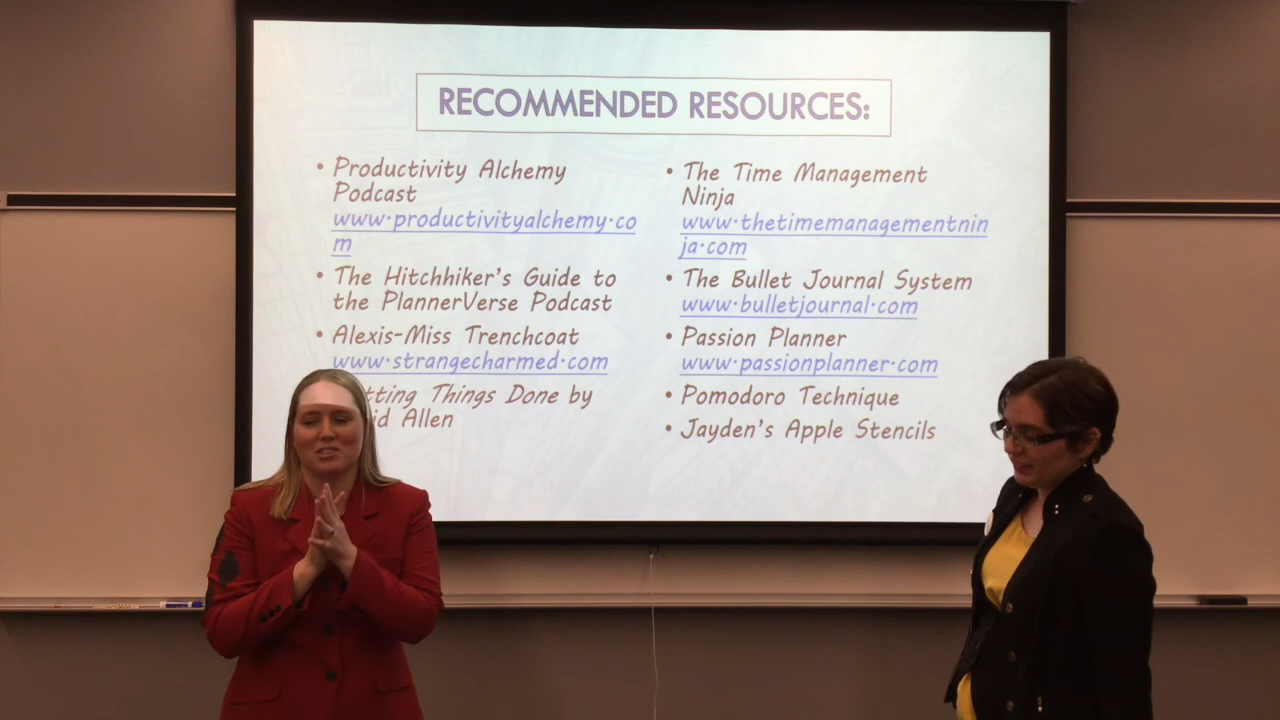 RECOMMENDED RESOURCES:
• Productivity Alchemy
Podcast
www.productivityalchemy.co
m
• The Hitchhiker's Guide to
the PlannerVerse Podcast
• Alexis-Miss Trenchcoat
www.strangecharmed.com
Things Done by
Allen
• The Time Management
Ninja
www.thetimemanagementnin
ja.com
• The Bullet Journal System
www.bulletjournal.com
• Passion Planner
www.passionplanner.com
• Pomodoro Technique
• Jayden's Apple Stencils